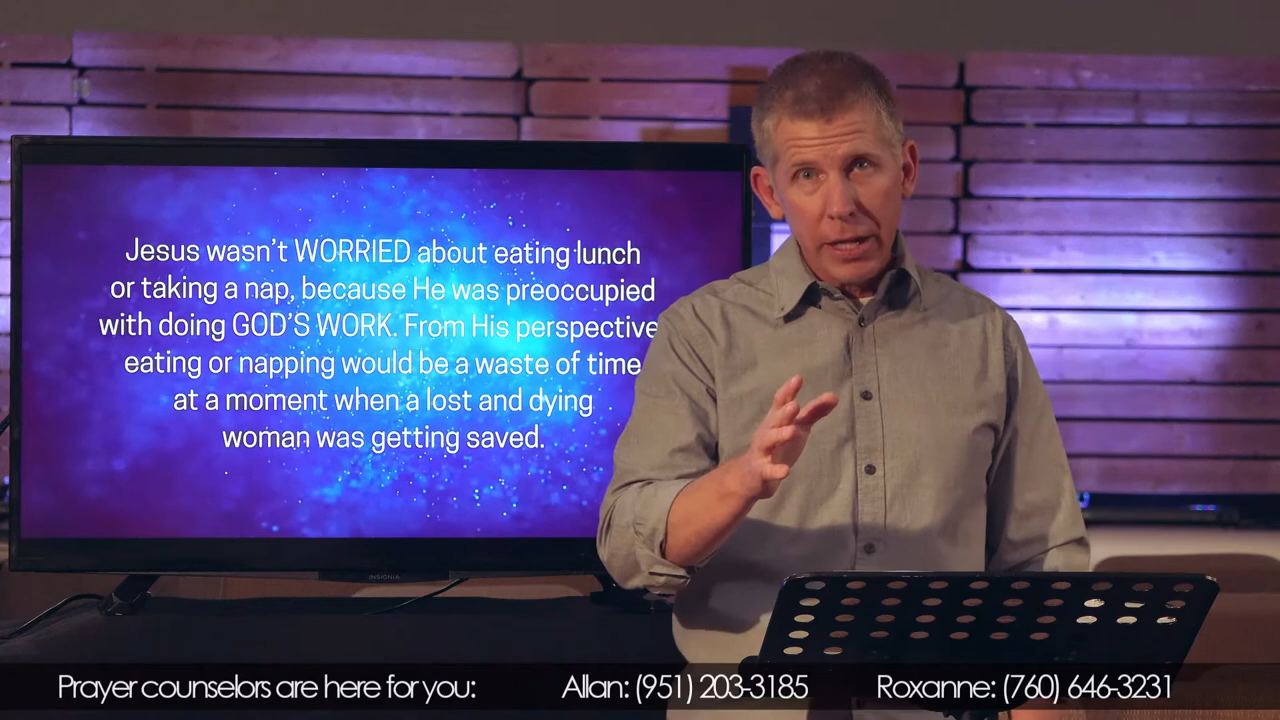 Jesus wasn't WORRIED about eating lunch
or taking a nap, because He was preoccupied
with doing GOD'S WORK. From His perspective
eating or napping would be a waste of time
at a moment when a lost and dying
woman was getting saved.
INSIGNIA
Prayer counselors are here for you: Allan: (951) 203-3185 Roxanne: (760) 646-3231